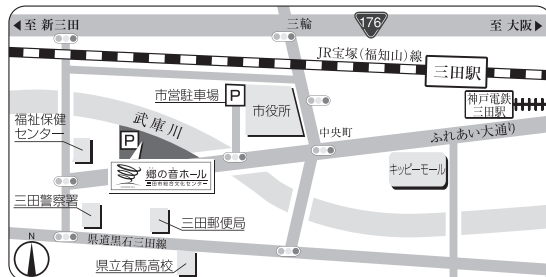 ◀至 新三田
三輪
176
至 大阪▶
JR宝塚(福知山)線
三田駅
神戸電鉄
三田駅
市営駐車場
P
市役所
武庫川
福祉保健
センター
P
中央町
ふれあい大通り
郷の音ホール
三田市総合文化センター
キッピーモール
三田警察署
三田郵便局
県道黒石三田線
県立有馬高校
N